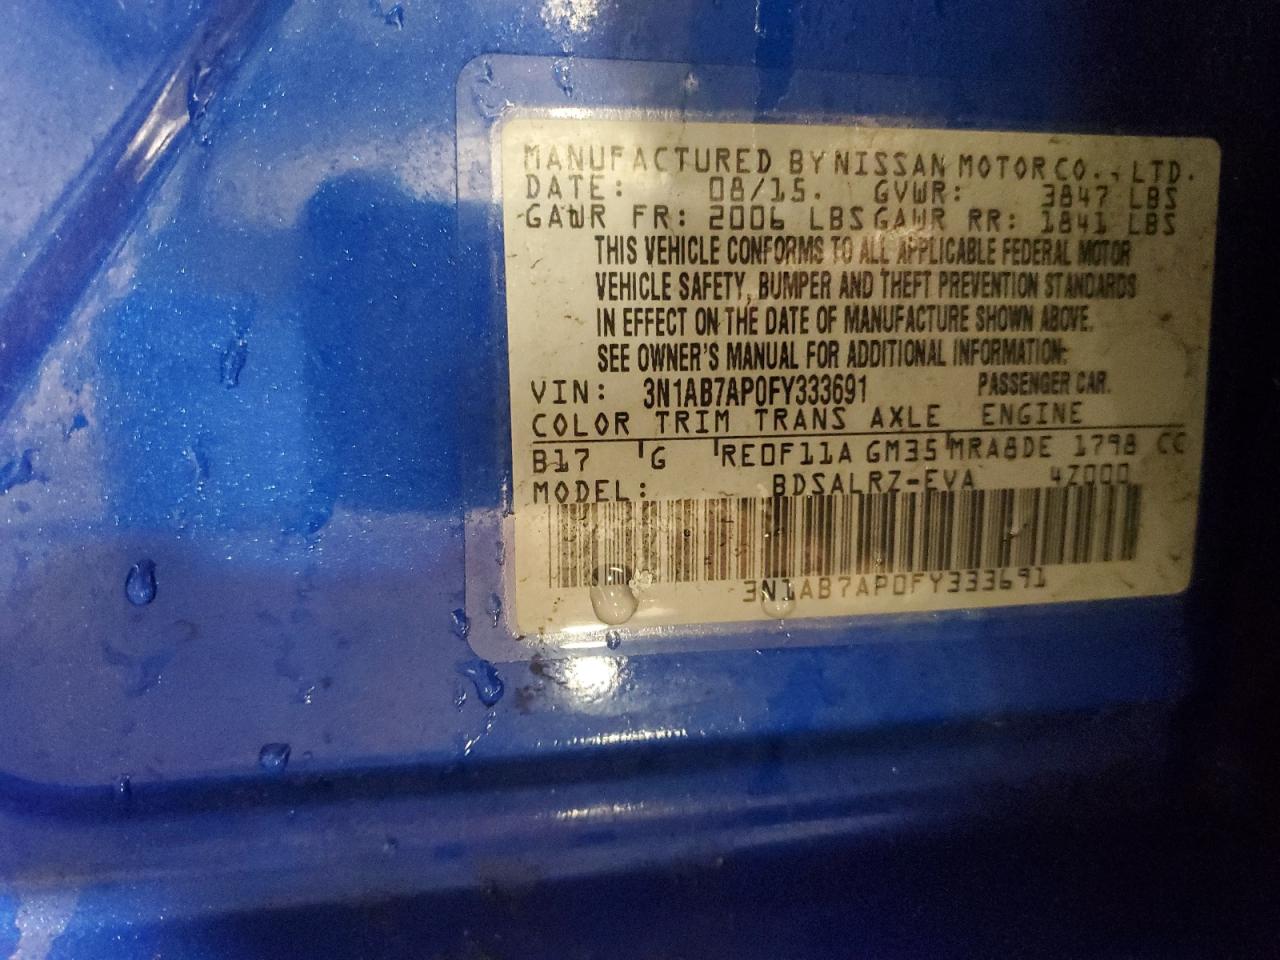 MANUFACTURED BY NISSAN MOTOR CO., LTD.
DATE: 08/15. GVWR: 3847 LBS
GAWR FR: 2006 LBS GAWR RR: 1841 LBS
THIS VEHICLE CONFORMS TO ALL APPLICABLE FEDERAL MOTOR
VEHICLE SAFETY, BUMPER AND THEFT PREVENTION STANDARDS
IN EFFECT ON THE DATE OF MANUFACTURE SHOWN ABOVE.
SEE OWNER'S MANUAL FOR ADDITIONAL INFORMATION.
VIN: 3N1AB7AP0FY333691 PASSENGER CAR.
COLOR TRIM TRANS AXLE ENGINE
B17 G RE0F11A GM35 MRA8DE 1798 CC
MODEL: BDSALRZ-EVA 4Z000
3N1AB7AP0FY333691